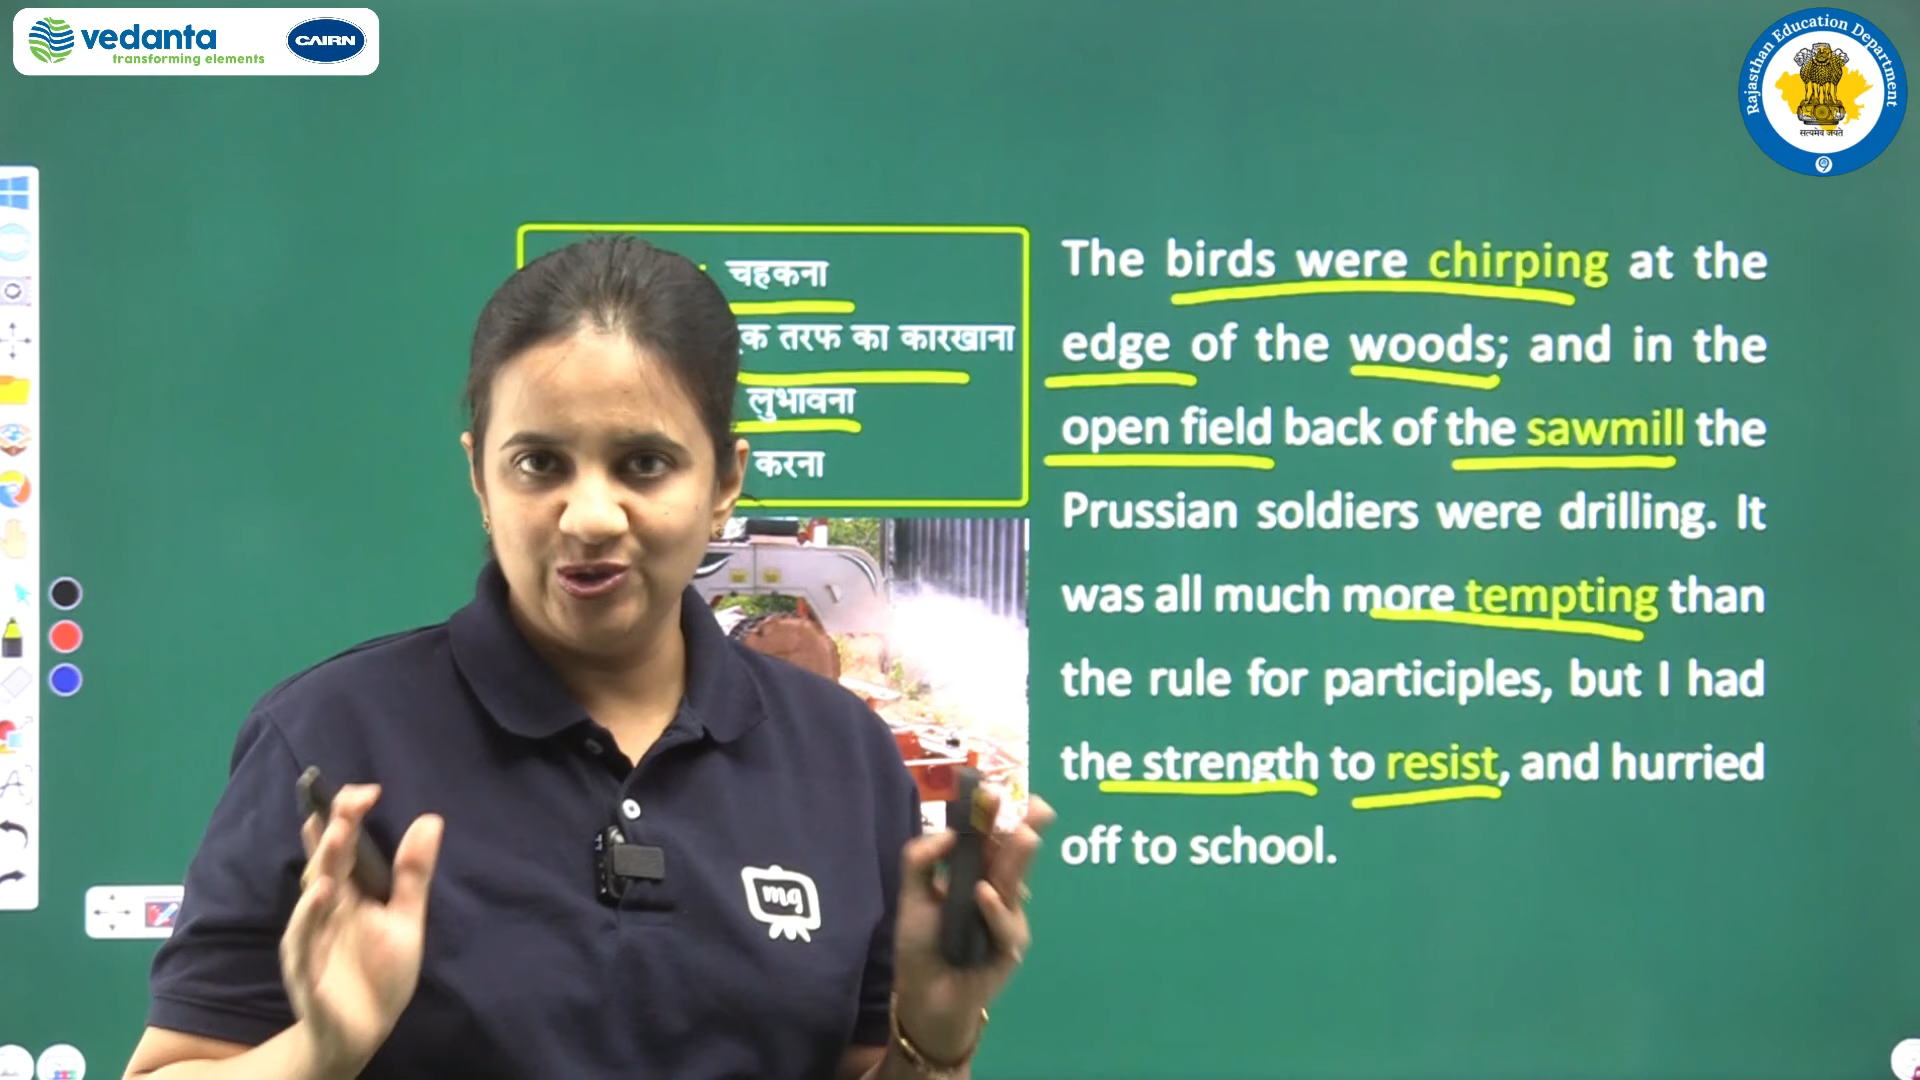 vedanta
transforming elements
CAIRN
Rajasthan Education Department
सत्यमेव जयते
चहकना
तरफ का कारखाना
लुभावना
करना
The birds were chirping at the
edge of the woods; and in the
open field back of the sawmill the
Prussian soldiers were drilling. It
was all much more tempting than
the rule for participles, but I had
the strength to resist, and hurried
off to school.
mg